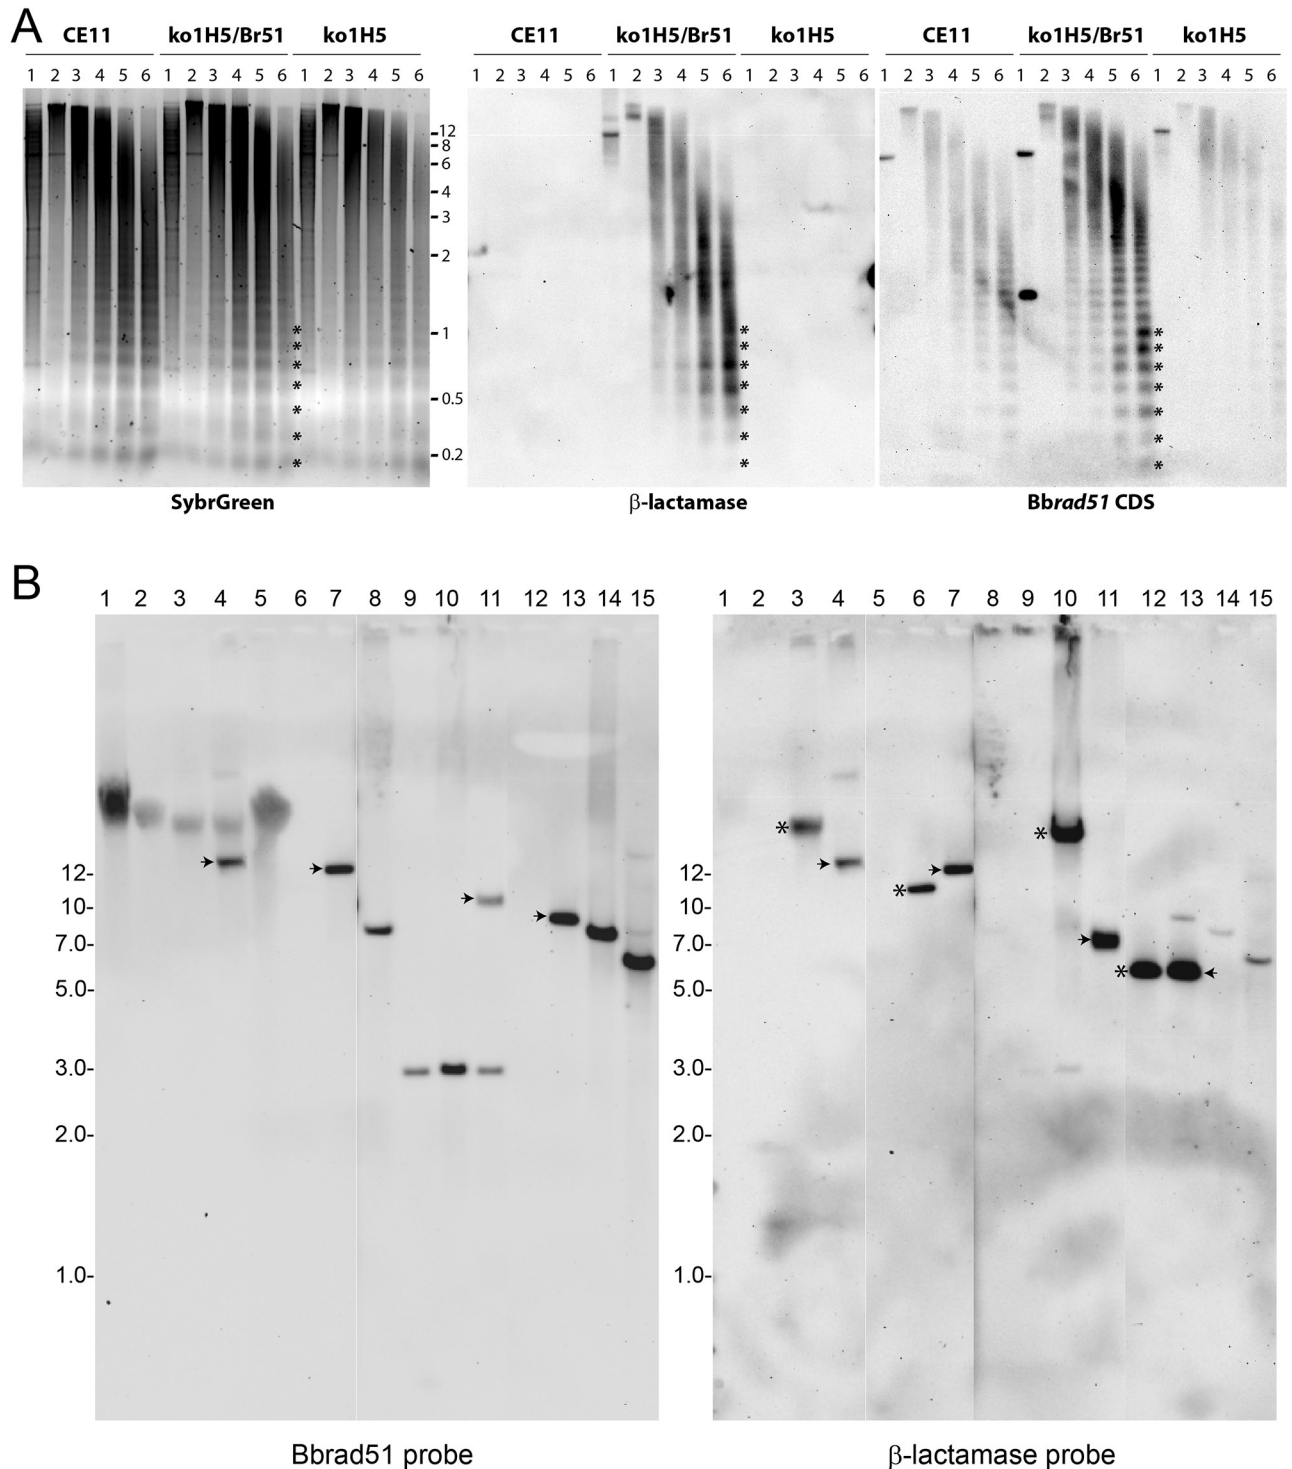 A
CE11 ko1H5/Br51 ko1H5 CE11 ko1H5/Br51 ko1H5 CE11 ko1H5/Br51 ko1H5
1 2 3 4 5 6 1 2 3 4 5 6 1 2 3 4 5 6 1 2 3 4 5 6 1 2 3 4 5 6 1 2 3 4 5 6 1 2 3 4 5 6 1 2 3 4 5 6 1 2 3 4 5 6
-12
-8
-6
-4
-3
-2
-1
* * *
* * *
* * *
* * *
-0.5
* * *
* * *
-0.2
* * *
SybrGreen β-lactamase Bbrad51 CDS
B
1 2 3 4 5 6 7 8 9 10 11 12 13 14 15 1 2 3 4 5 6 7 8 9 10 11 12 13 14 15
* *
12- 12-
*
10- 10-
7.0- 7.0-
*
5.0- 5.0-
3.0- 3.0-
2.0- 2.0-
1.0- 1.0-
Bbrad51 probe β-lactamase probe